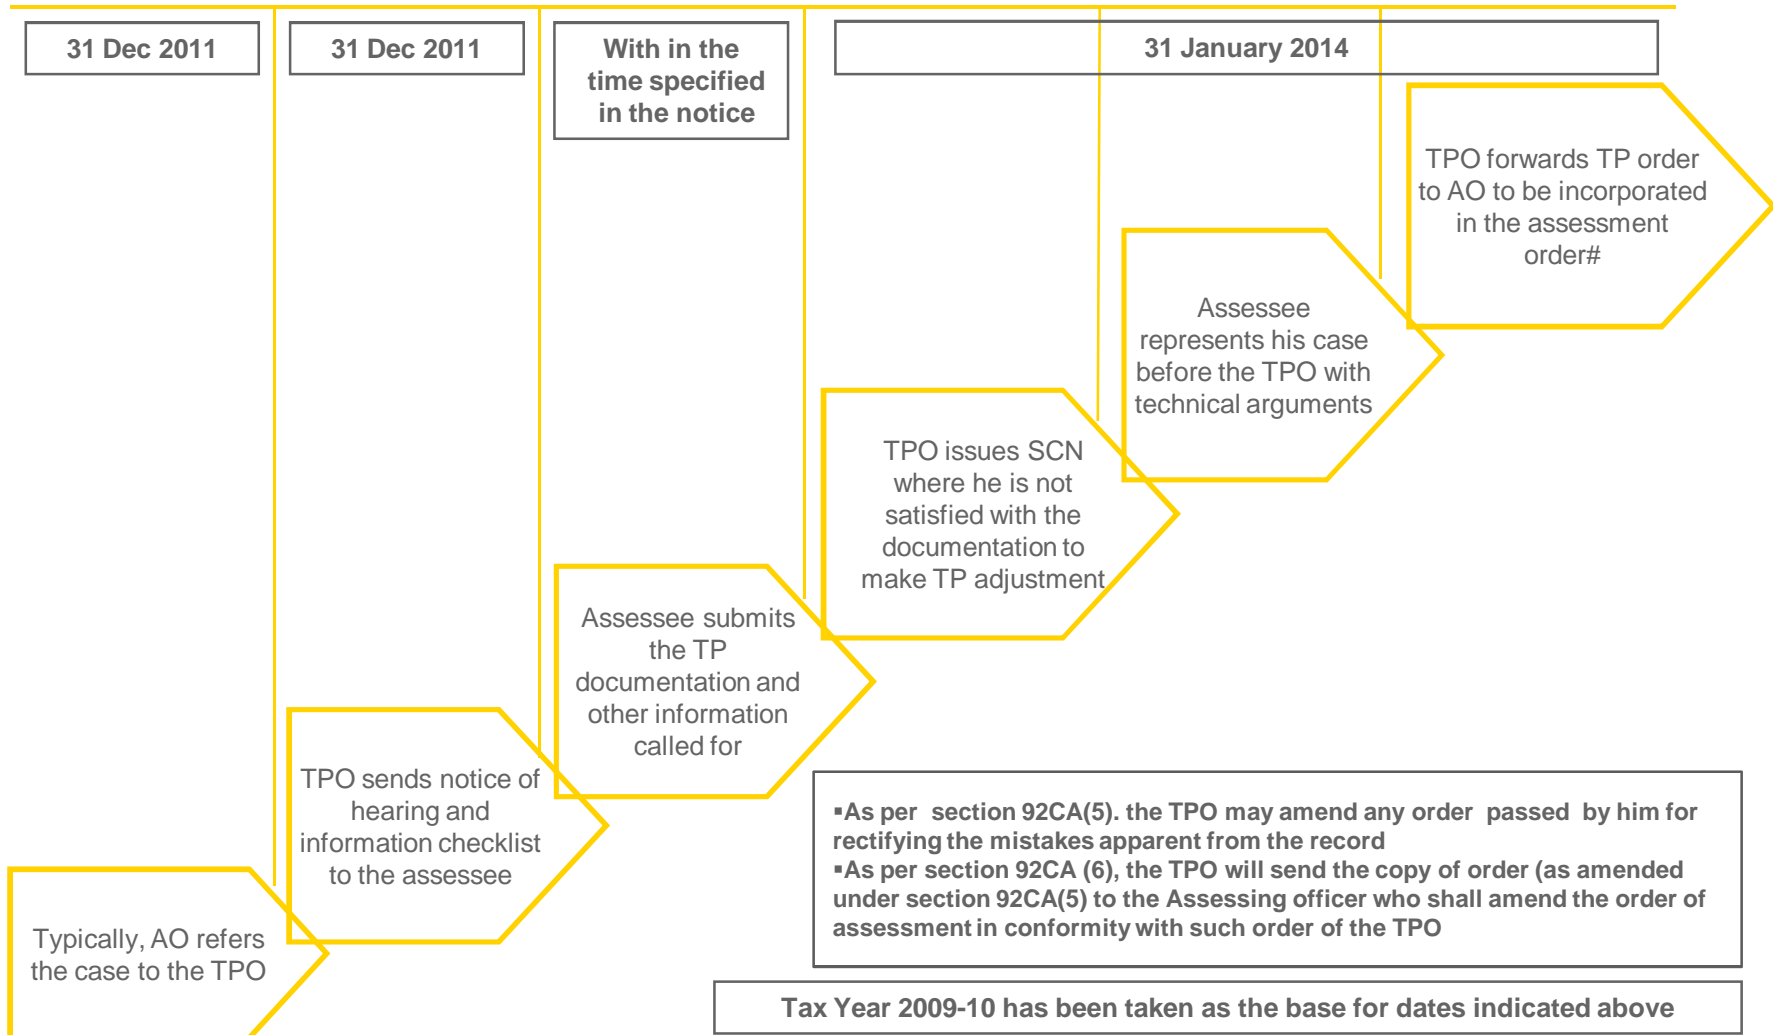 31 Dec 2011
31 Dec 2011
With in the
time specified
in the notice
31 January 2014
TPO forwards TP order
to AO to be incorporated
in the assessment
order#
Assessee
represents his case
before the TPO with
technical arguments
TPO issues SCN
where he is not
satisfied with the
documentation to
make TP adjustment
Assessee submits
the TP
documentation and
other information
called for
TPO sends notice of
hearing and
information checklist
to the assessee
Typically, AO refers
the case to the TPO
▪As per section 92CA(5). the TPO may amend any order passed by him for
rectifying the mistakes apparent from the record
▪As per section 92CA (6), the TPO will send the copy of order (as amended
under section 92CA(5) to the Assessing officer who shall amend the order of
assessment in conformity with such order of the TPO
Tax Year 2009-10 has been taken as the base for dates indicated above